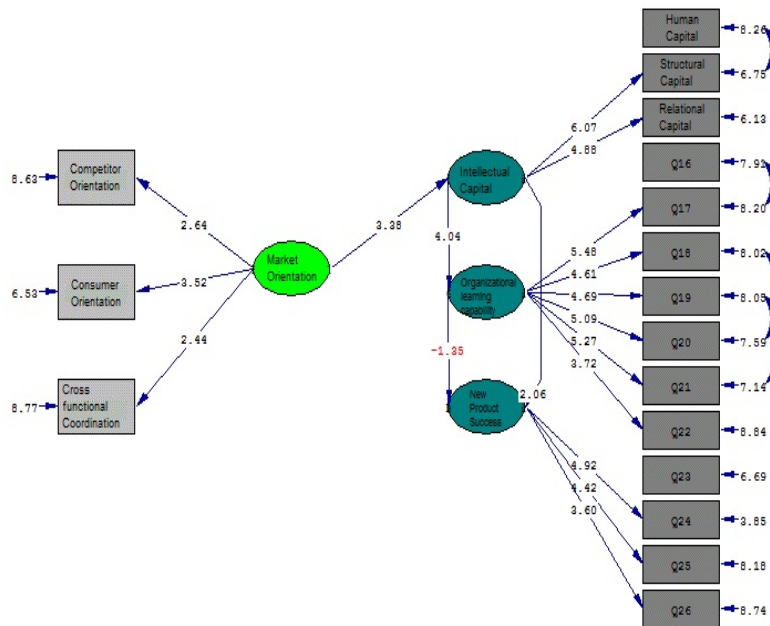 Human
Capital
8.26
Structural
Capital
6.75
Relational
Capital
6.13
6.07
4.88
Competitor
Orientation
8.63
Intellectual
Capital
Q16
7.91
Q17
8.20
2.64
3.38
4.04
5.48
Q18
8.02
Market
Orientation
4.61
Consumer
Orientation
6.53
3.52
Organizational
learning
capability
4.69
Q19
8.05
5.09
Q20
7.59
2.44
-1.35
5.27
3.72
Q21
7.14
Cross
functional
Coordination
8.77
New
Product
Success
2.06
Q22
8.84
4.92
Q23
6.69
4.42
3.60
Q24
3.85
Q25
8.18
Q26
8.74